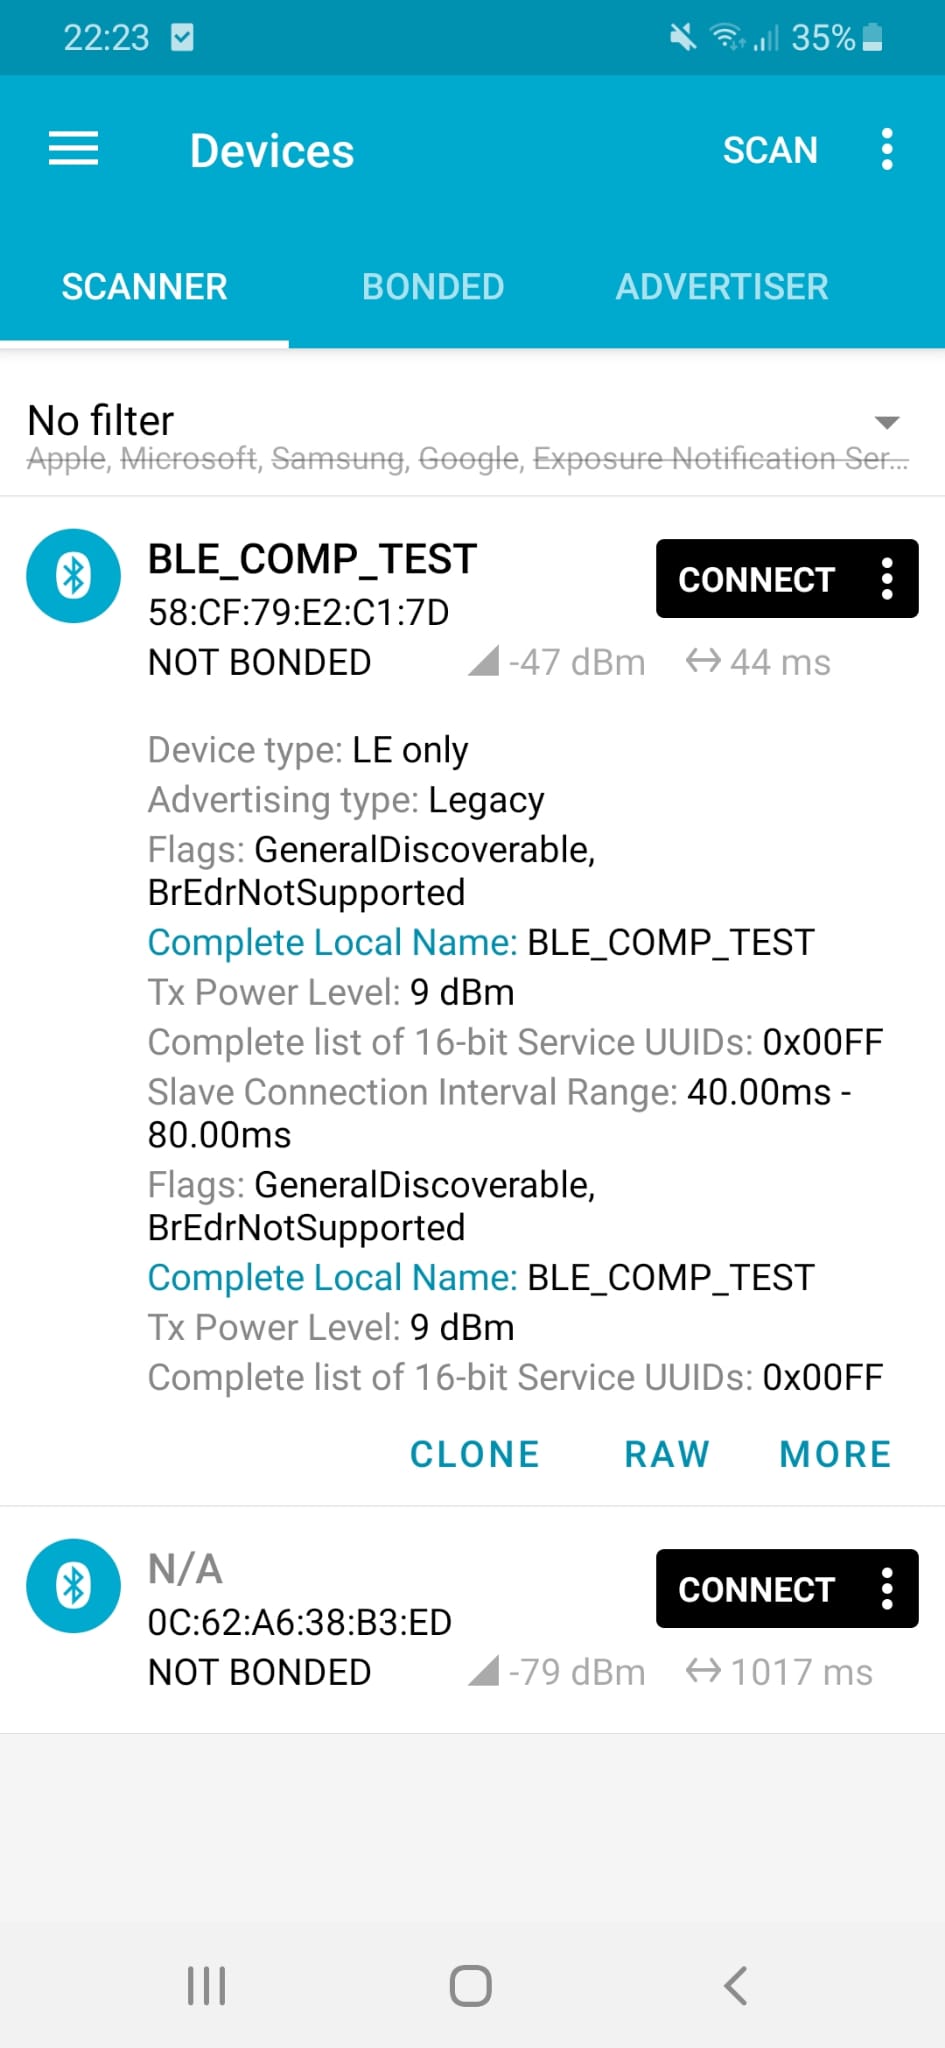 22:23
35%
Devices
SCAN
SCANNER
BONDED
ADVERTISER
No filter
Apple, Microsoft, Samsung, Google, Exposure Notification Ser...
BLE_COMP_TEST
CONNECT
58:CF:79:E2:C1:7D
NOT BONDED
-47 dBm
44 ms
Device type: LE only
Advertising type: Legacy
Flags: GeneralDiscoverable,
BrEdrNotSupported
Complete Local Name: BLE_COMP_TEST
Tx Power Level: 9 dBm
Complete list of 16-bit Service UUIDs: 0x00FF
Slave Connection Interval Range: 40.00ms -
80.00ms
Flags: GeneralDiscoverable,
BrEdrNotSupported
Complete Local Name: BLE_COMP_TEST
Tx Power Level: 9 dBm
Complete list of 16-bit Service UUIDs: 0x00FF
CLONE
RAW
MORE
N/A
CONNECT
0C:62:A6:38:B3:ED
NOT BONDED
-79 dBm
1017 ms